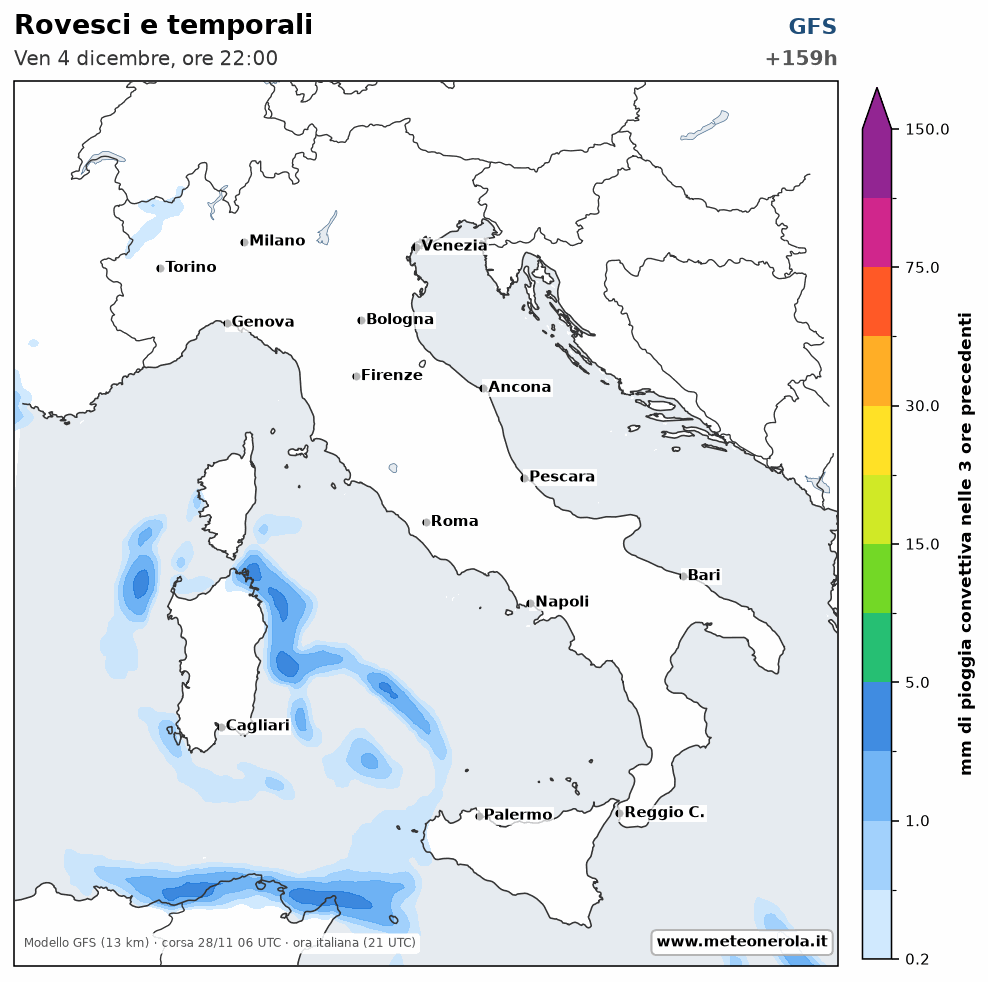 Rovesci e temporali
GFS
Ven 4 dicembre, ore 22:00
+159h
150.0
75.0
30.0
15.0
5.0
1.0
0.2
mm di pioggia convettiva nelle 3 ore precedenti
Milano
Venezia
Torino
Genova
Bologna
Firenze
Ancona
Pescara
Roma
Bari
Napoli
Cagliari
Palermo
Reggio C.
Modello GFS (13 km) · corsa 28/11 06 UTC · ora italiana (21 UTC)
www.meteonerola.it